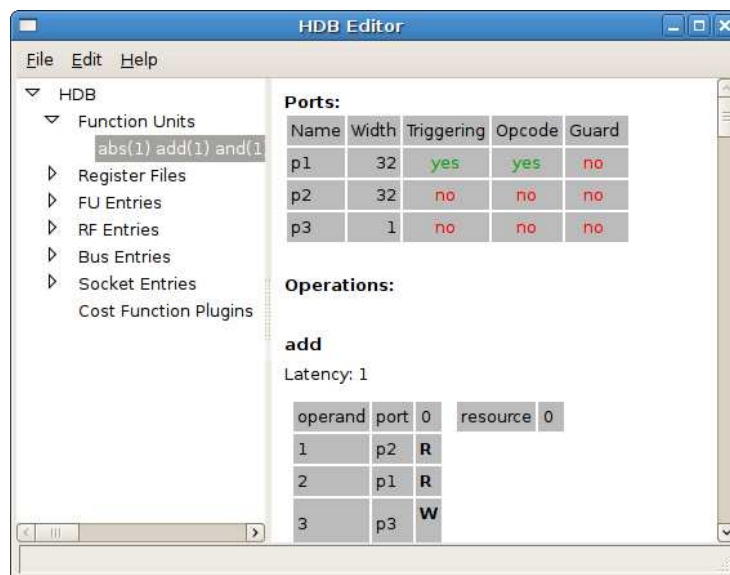 HDB Editor
File Edit Help
HDB
Function Units
abs(1) add(1) and(1)
Register Files
FU Entries
RF Entries
Bus Entries
Socket Entries
Cost Function Plugins
Ports:
Name Width Triggering Opcode Guard
p1 32 yes yes no
p2 32 no no no
p3 1 no no no
Operations:
add
Latency: 1
operand port 0 resource 0
1 p2 R
2 p1 R
3 p3 W